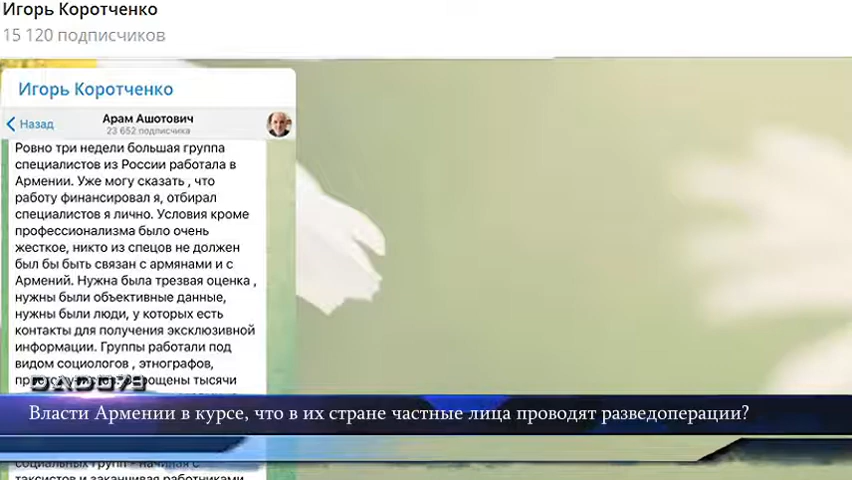 Игорь Коротченко
15 120 подписчиков
Игорь Коротченко
Назад
Арам Ашотович
23 652 подписчика
Ровно три недели большая группа
специалистов из России работала в
Армении. Уже могу сказать , что
работу финансировал я, отбирал
специалистов я лично. Условия кроме
профессионализма было очень
жесткое, никто из спецов не должен
был бы быть связан с армянами и с
Арменией. Нужна была трезвая оценка ,
нужны были объективные данные,
нужны были люди, у которых есть
контакты для получения эксклюзивной
информации. Группы работали под
видом социологов , этнографов,
тысячи
DADO73
Власти Армении в курсе, что в их стране частные лица проводят разведоперации?
социальных групп - начиная с
таксистов и заканчивая работниками